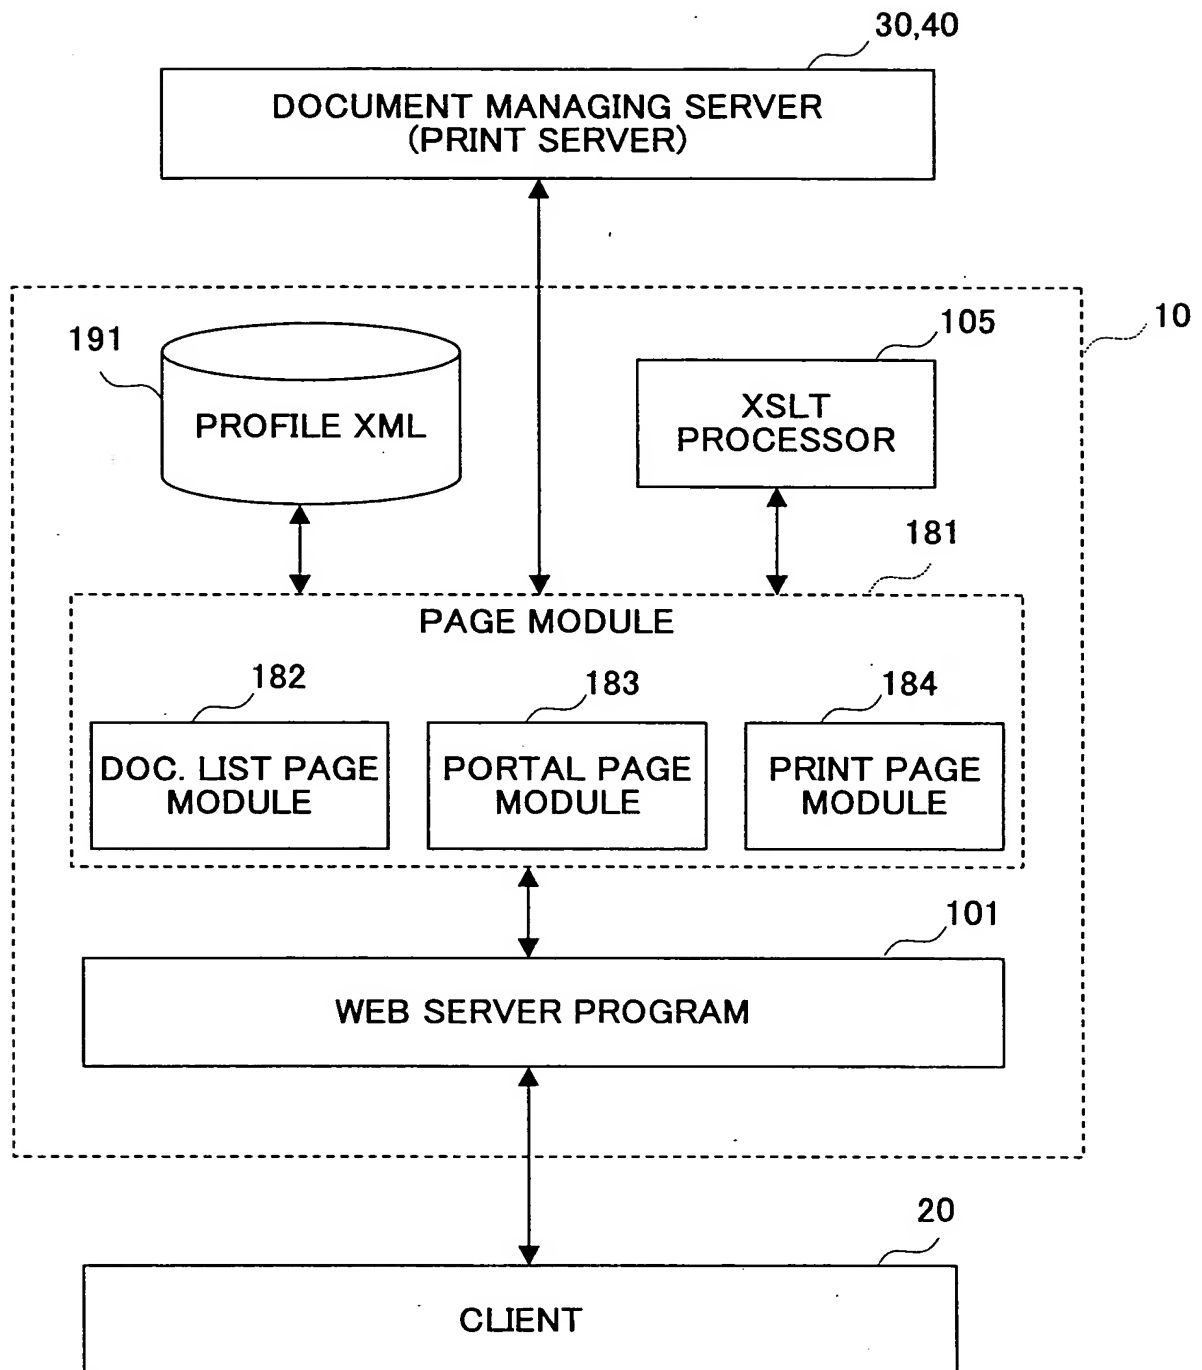 30,40
DOCUMENT MANAGING SERVER
(PRINT SERVER)
10
191
105
PROFILE XML
XSLT
PROCESSOR
181
PAGE MODULE
182
183
184
DOC. LIST PAGE
MODULE
PORTAL PAGE
MODULE
PRINT PAGE
MODULE
101
WEB SERVER PROGRAM
20
CLIENT